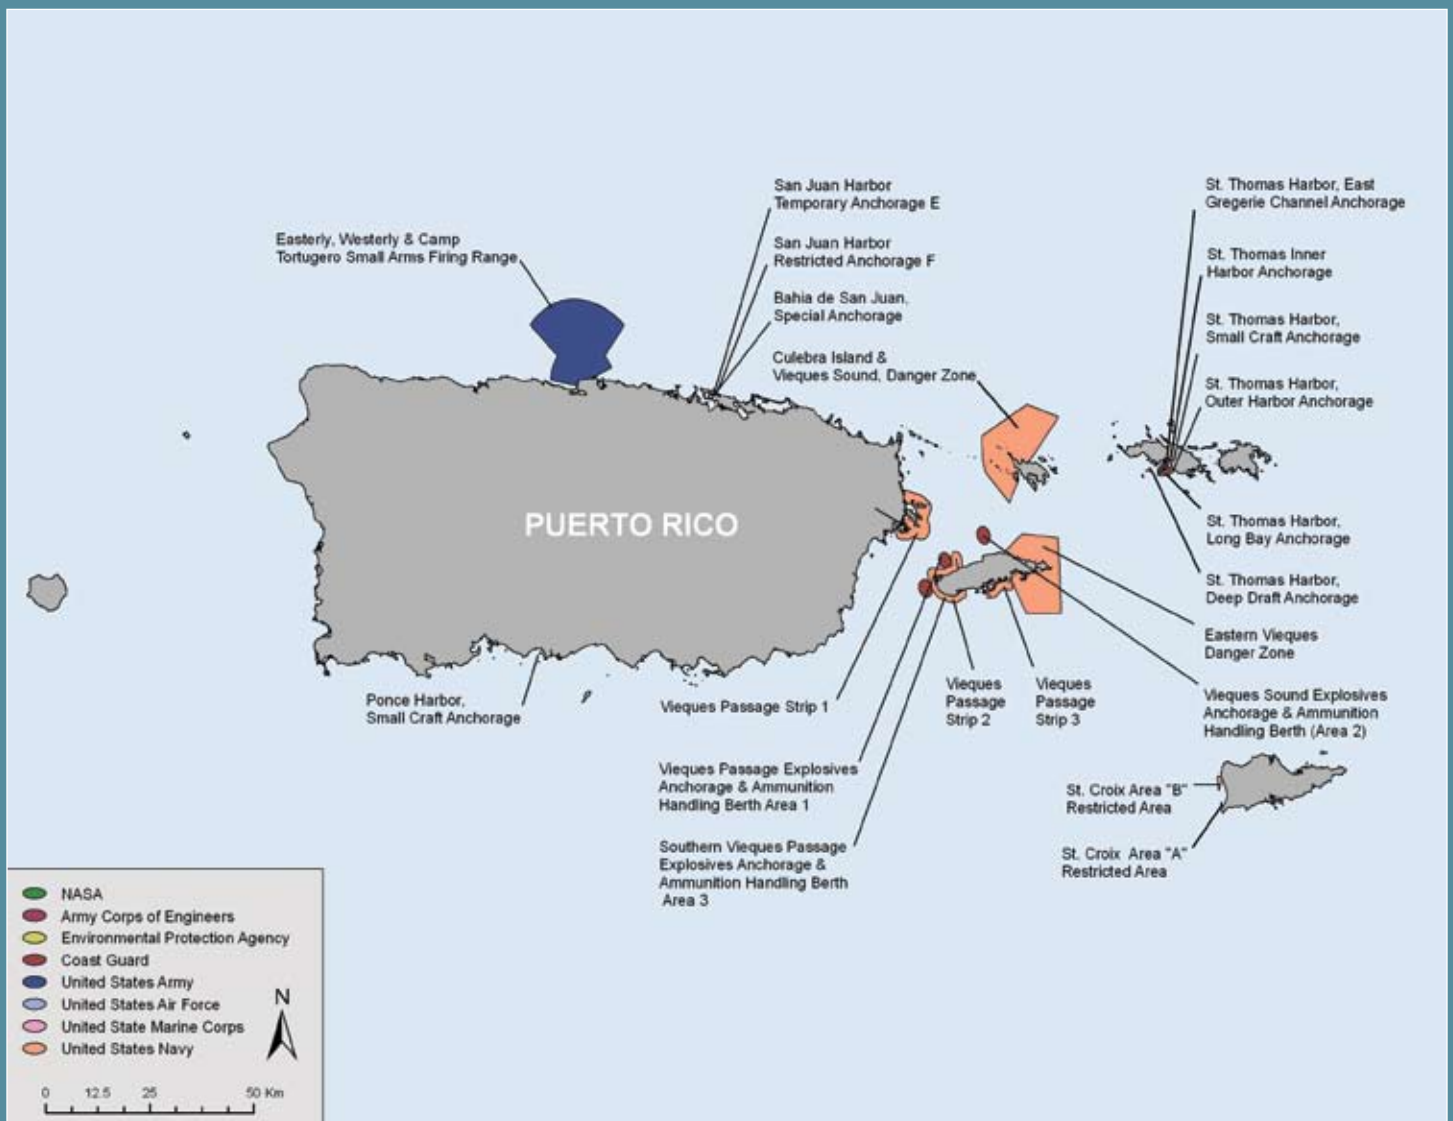 San Juan Harbor
Temporary Anchorage E
St. Thomas Harbor, East
Gregerie Channel Anchorage
Easterly, Westerly & Camp
Tortugero Small Arms Firing Range
San Juan Harbor
Restricted Anchorage F
St. Thomas Inner
Harbor Anchorage
Bahia de San Juan,
Special Anchorage
St. Thomas Harbor,
Small Craft Anchorage
Culebra Island &
Vieques Sound, Danger Zone
St. Thomas Harbor,
Outer Harbor Anchorage
PUERTO RICO
St. Thomas Harbor,
Long Bay Anchorage
St. Thomas Harbor,
Deep Draft Anchorage
Eastern Vieques
Danger Zone
Ponce Harbor,
Small Craft Anchorage
Vieques Passage Strip 1
Vieques
Passage
Strip 2
Vieques
Passage
Strip 3
Vieques Sound Explosives
Anchorage & Ammunition
Handling Berth (Area 2)
Vieques Passage Explosives
Anchorage & Ammunition
Handling Berth Area 1
St. Croix Area "B"
Restricted Area
Southern Vieques Passage
Explosives Anchorage &
Ammunition Handling Berth
Area 3
St. Croix Area "A"
Restricted Area
NASA
Army Corps of Engineers
Environmental Protection Agency
Coast Guard
United States Army
United States Air Force
United State Marine Corps
United States Navy
N
0 12.5 25 50 Km